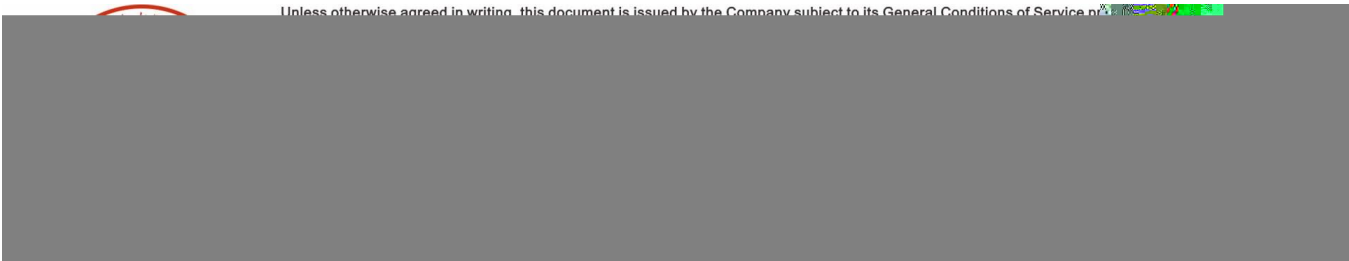 Unless otherwise agreed in writing, this document is issued by the Company subject to its General Conditions of Service